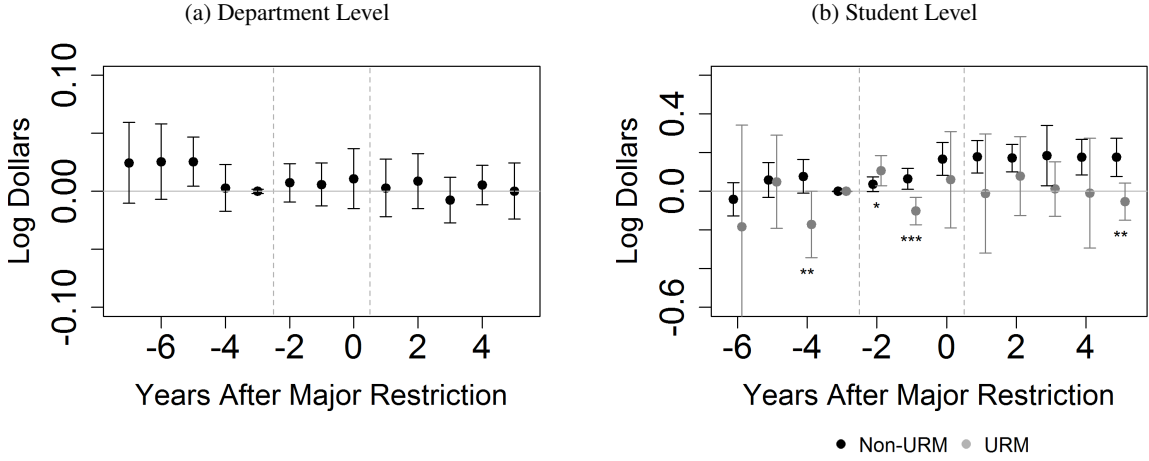 (a) Department Level
Log Dollars
0.10
0.00
-0.10
-6 -4 -2 0 2 4
Years After Major Restriction
(b) Student Level
Log Dollars
0.4
0.0
-0.6
*
***
**
**
-6 -4 -2 0 2 4
Years After Major Restriction
Non-URM URM